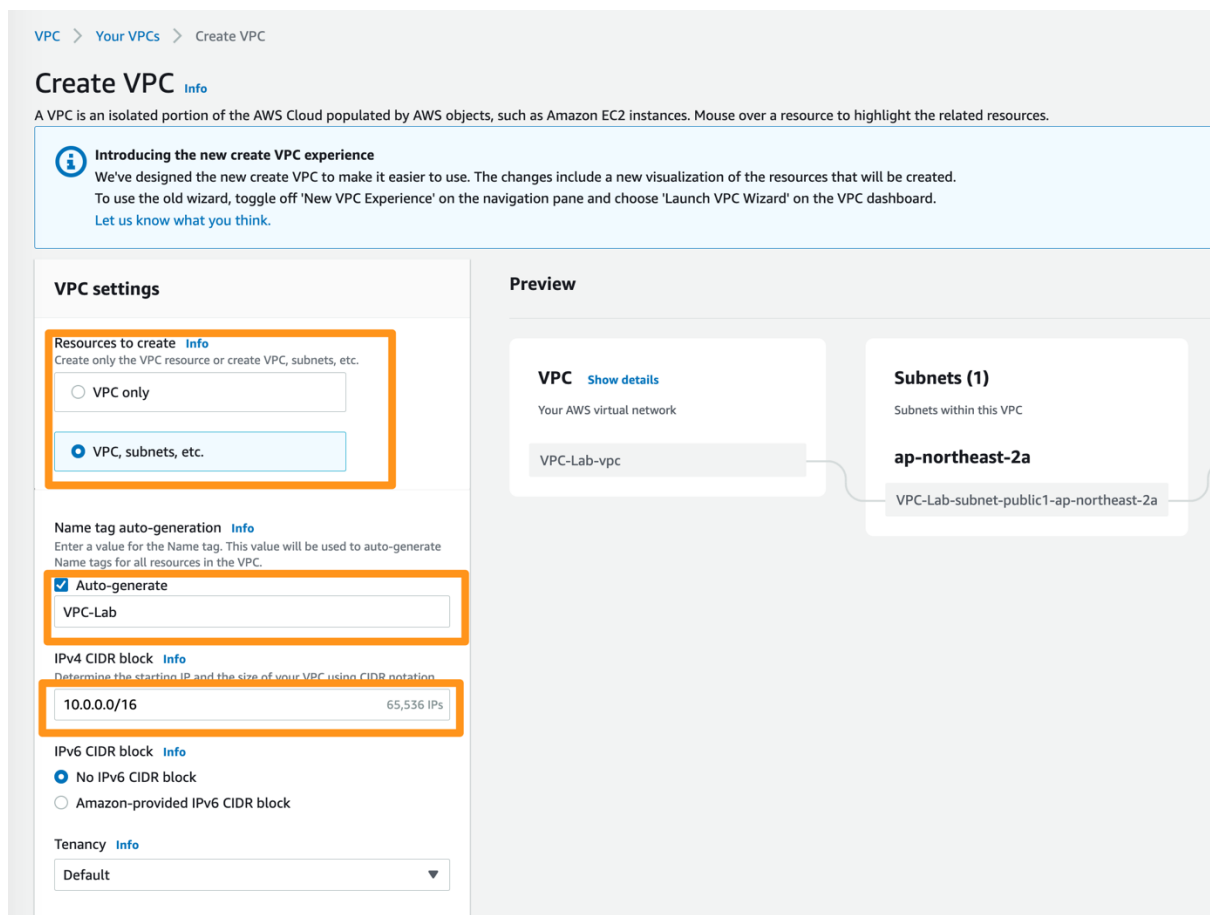 VPC > Your VPCs > Create VPC
Create VPC Info
A VPC is an isolated portion of the AWS Cloud populated by AWS objects, such as Amazon EC2 instances. Mouse over a resource to highlight the related resources.
Introducing the new create VPC experience
We've designed the new create VPC to make it easier to use. The changes include a new visualization of the resources that will be created.
To use the old wizard, toggle off 'New VPC Experience' on the navigation pane and choose 'Launch VPC Wizard' on the VPC dashboard.
Let us know what you think.
VPC settings
Resources to create Info
Create only the VPC resource or create VPC, subnets, etc.
VPC only
VPC, subnets, etc.
Name tag auto-generation Info
Enter a value for the Name tag. This value will be used to auto-generate
Name tags for all resources in the VPC.
Auto-generate
VPC-Lab
IPv4 CIDR block Info
Determine the starting IP and the size of your VPC using CIDR notation.
10.0.0.0/16 65,536 IPs
IPv6 CIDR block Info
No IPv6 CIDR block
Amazon-provided IPv6 CIDR block
Tenancy Info
Default
Preview
VPC Show details
Your AWS virtual network
VPC-Lab-vpc
Subnets (1)
Subnets within this VPC
ap-northeast-2a
VPC-Lab-subnet-public1-ap-northeast-2a